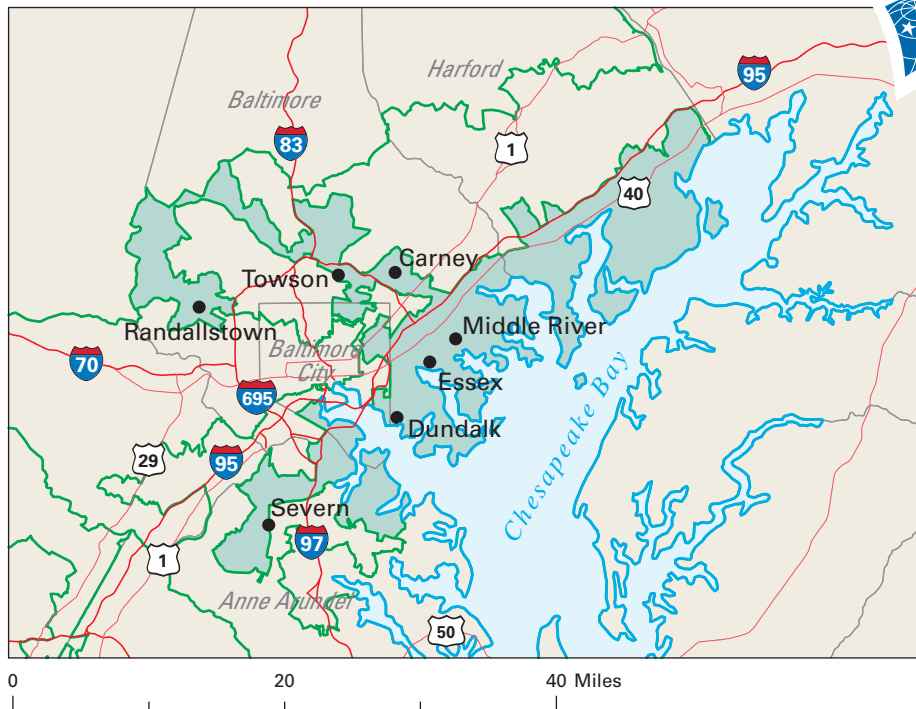 Harford
95
Baltimore
83
1
40
Carney
Towson
Randallstown
Middle River
Baltimore
City
70
Essex
695
Dundalk
Chesapeake Bay
29
95
Severn
97
1
Anne Arundel
50
0 20 40 Miles